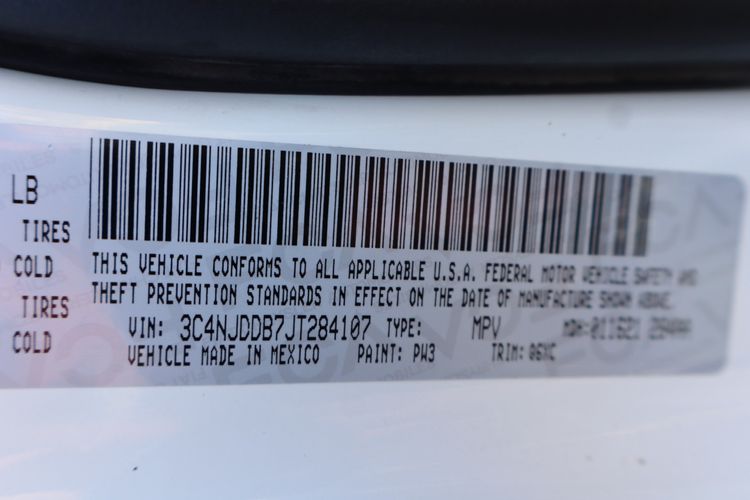 LB
TIRES
COLD
THIS VEHICLE CONFORMS TO ALL APPLICABLE U.S.A. FEDERAL MOTOR VEHICLE SAFETY AND
THEFT PREVENTION STANDARDS IN EFFECT ON THE DATE OF MANUFACTURE SHOWN ABOVE.
TIRES
VIN: 3C4NJDDB7JT284107 TYPE: MPV MDH:
COLD
VEHICLE MADE IN MEXICO PAINT: PW3 TRIM: